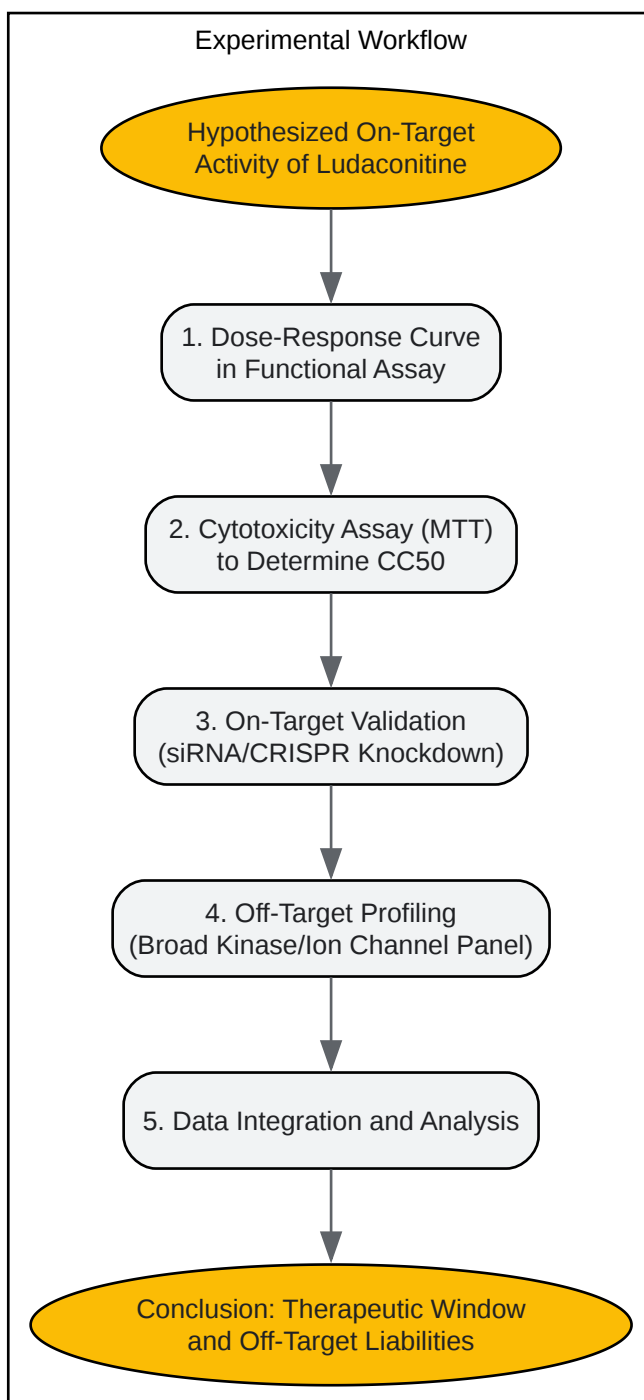 Experimental Workflow
Hypothesized On-Target
Activity of Ludaconitine
1. Dose-Response Curve
in Functional Assay
2. Cytotoxicity Assay (MTT)
to Determine CC50
3. On-Target Validation
(siRNA/CRISPR Knockdown)
4. Off-Target Profiling
(Broad Kinase/Ion Channel Panel)
5. Data Integration and Analysis
Conclusion: Therapeutic Window
and Off-Target Liabilities